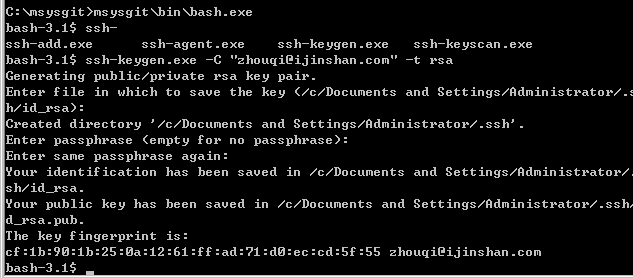 C:\msysgit>msysgit\bin\bash.exe
bash-3.1$ ssh-
ssh-add.exe ssh-agent.exe ssh-keygen.exe ssh-keyscan.exe
bash-3.1$ ssh-keygen.exe -C "zhouqi@ijinshan.com" -t rsa
Generating public/private rsa key pair.
Enter file in which to save the key (/c/Documents and Settings/Administrator/.ss
h/id_rsa):
Created directory '/c/Documents and Settings/Administrator/.ssh'.
Enter passphrase (empty for no passphrase):
Enter same passphrase again:
Your identification has been saved in /c/Documents and Settings/Administrator/.
sh/id_rsa.
Your public key has been saved in /c/Documents and Settings/Administrator/.ssh/
d_rsa.pub.
The key fingerprint is:
cf:1b:90:1b:25:0a:12:61:ff:ad:71:d0:ec:cd:5f:55 zhouqi@ijinshan.com
bash-3.1$